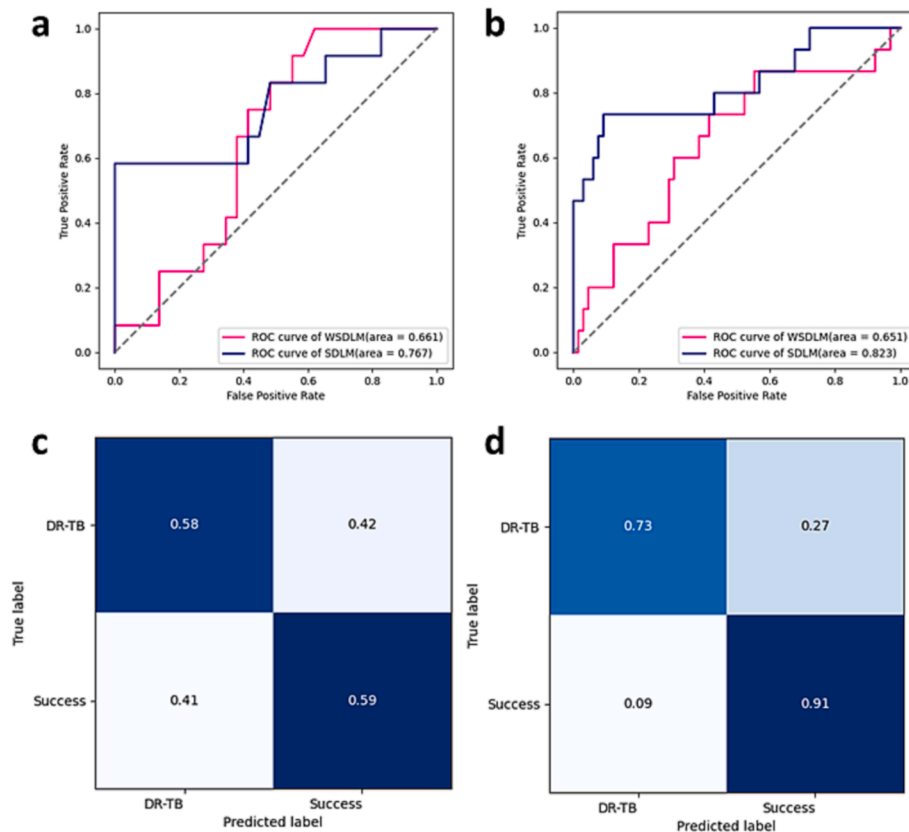 a
1.0
0.8
0.6
0.4
0.2
0.0
True Positive Rate
ROC curve of WSDLM(area = 0.661)
ROC curve of SDLM(area = 0.767)
0.0
0.2
0.4
0.6
0.8
1.0
False Positive Rate
b
1.0
0.8
0.6
0.4
0.2
0.0
True Positive Rate
ROC curve of WSDLM(area = 0.651)
ROC curve of SDLM(area = 0.823)
0.0
0.2
0.4
0.6
0.8
1.0
False Positive Rate
c
True label
DR-TB
0.58
0.42
Success
0.41
0.59
DR-TB
Success
Predicted label
d
True label
DR-TB
0.73
0.27
Success
0.09
0.91
DR-TB
Success
Predicted label